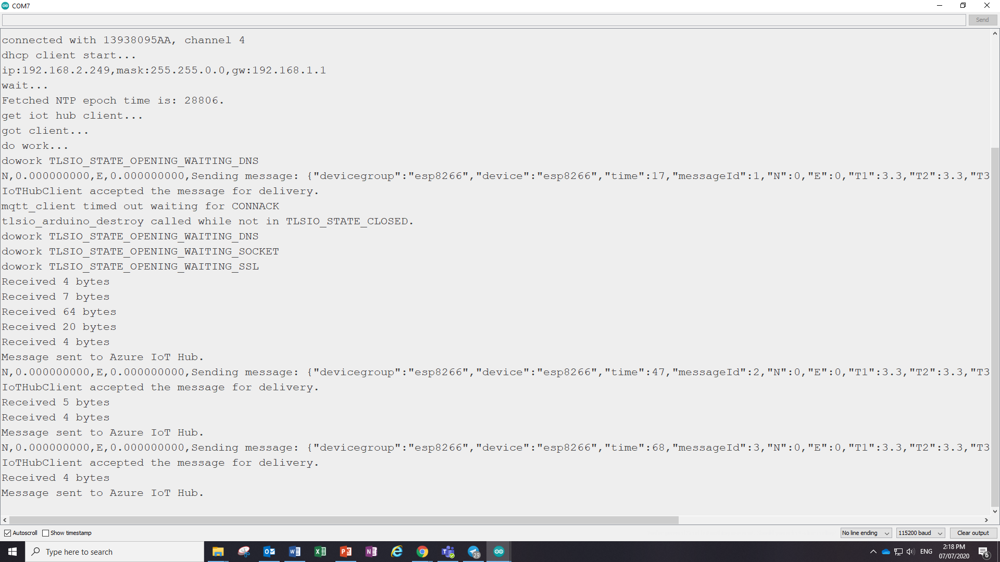 COM7
Send
connected with 13938095AA, channel 4
dhcp client start...
ip:192.168.2.249,mask:255.255.0.0,gw:192.168.1.1
wait...
Fetched NTP epoch time is: 28806.
get iot hub client...
got client...
do work...
dowork TLSIO_STATE_OPENING_WAITING_DNS
N,0.000000000,E,0.000000000,Sending message: {"devicegroup":"esp8266","device":"esp8266","time":17,"messageId":1,"N":0,"E":0,"T1":3.3,"T2":3.3,"T3
IoTHubClient accepted the message for delivery.
mqtt_client timed out waiting for CONNACK
tlsio_arduino_destroy called while not in TLSIO_STATE_CLOSED.
dowork TLSIO_STATE_OPENING_WAITING_DNS
dowork TLSIO_STATE_OPENING_WAITING_SOCKET
dowork TLSIO_STATE_OPENING_WAITING_SSL
Received 4 bytes
Received 7 bytes
Received 64 bytes
Received 20 bytes
Received 4 bytes
Message sent to Azure IoT Hub.
N,0.000000000,E,0.000000000,Sending message: {"devicegroup":"esp8266","device":"esp8266","time":47,"messageId":2,"N":0,"E":0,"T1":3.3,"T2":3.3,"T3
IoTHubClient accepted the message for delivery.
Received 5 bytes
Received 4 bytes
Message sent to Azure IoT Hub.
N,0.000000000,E,0.000000000,Sending message: {"devicegroup":"esp8266","device":"esp8266","time":68,"messageId":3,"N":0,"E":0,"T1":3.3,"T2":3.3,"T3
IoTHubClient accepted the message for delivery.
Received 4 bytes
Message sent to Azure IoT Hub.
Autoscroll Show timestamp No line ending 115200 baud Clear output
Type here to search
29
ENG
2:18 PM
07/07/2020
6